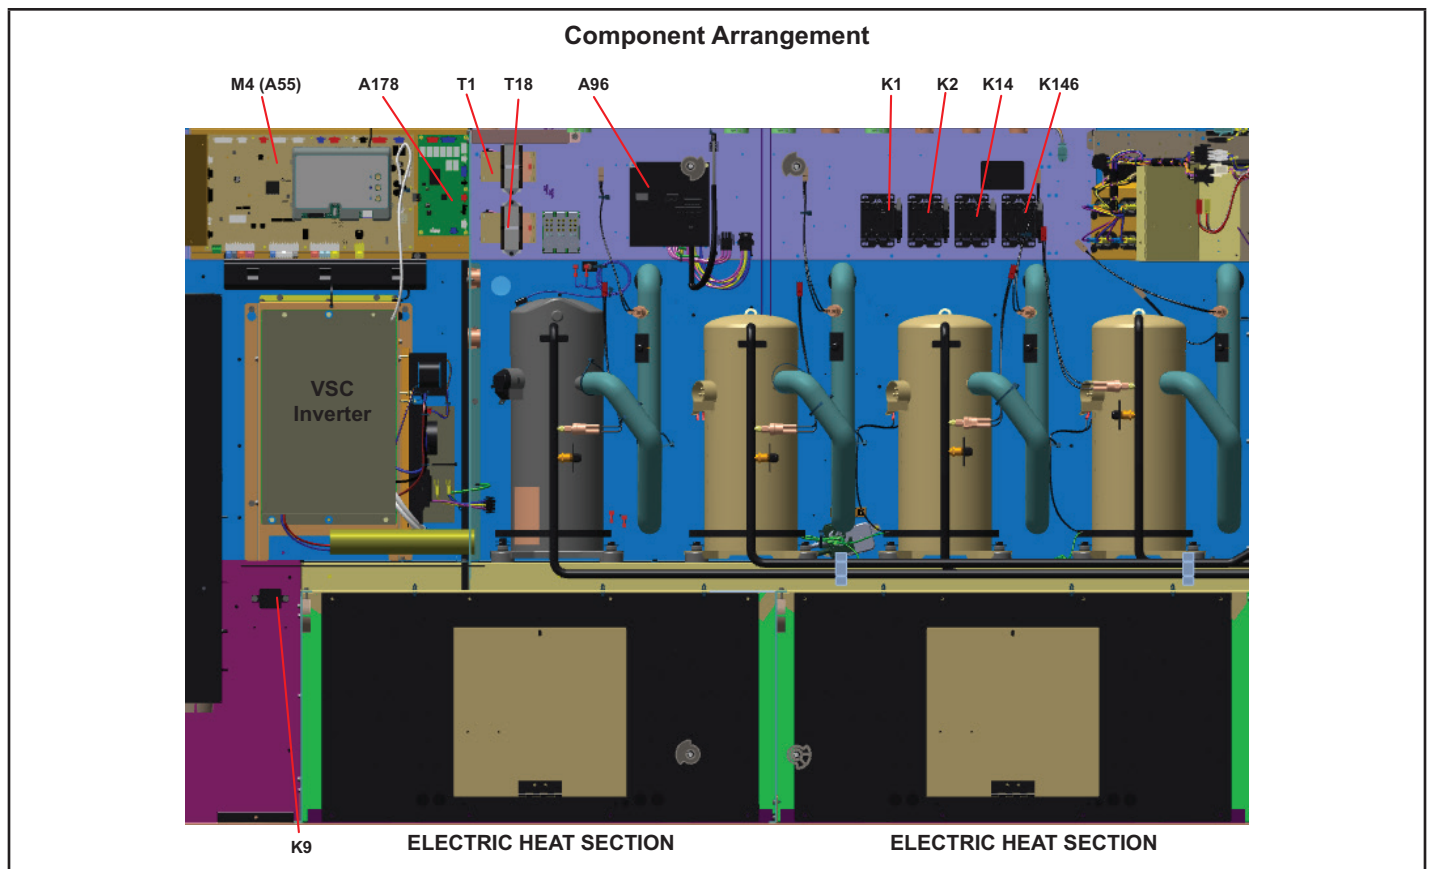 Component Arrangement
M4 (A55) A178 T1 T18 A96 K1 K2 K14 K146
VSC
Inverter
K9 ELECTRIC HEAT SECTION ELECTRIC HEAT SECTION